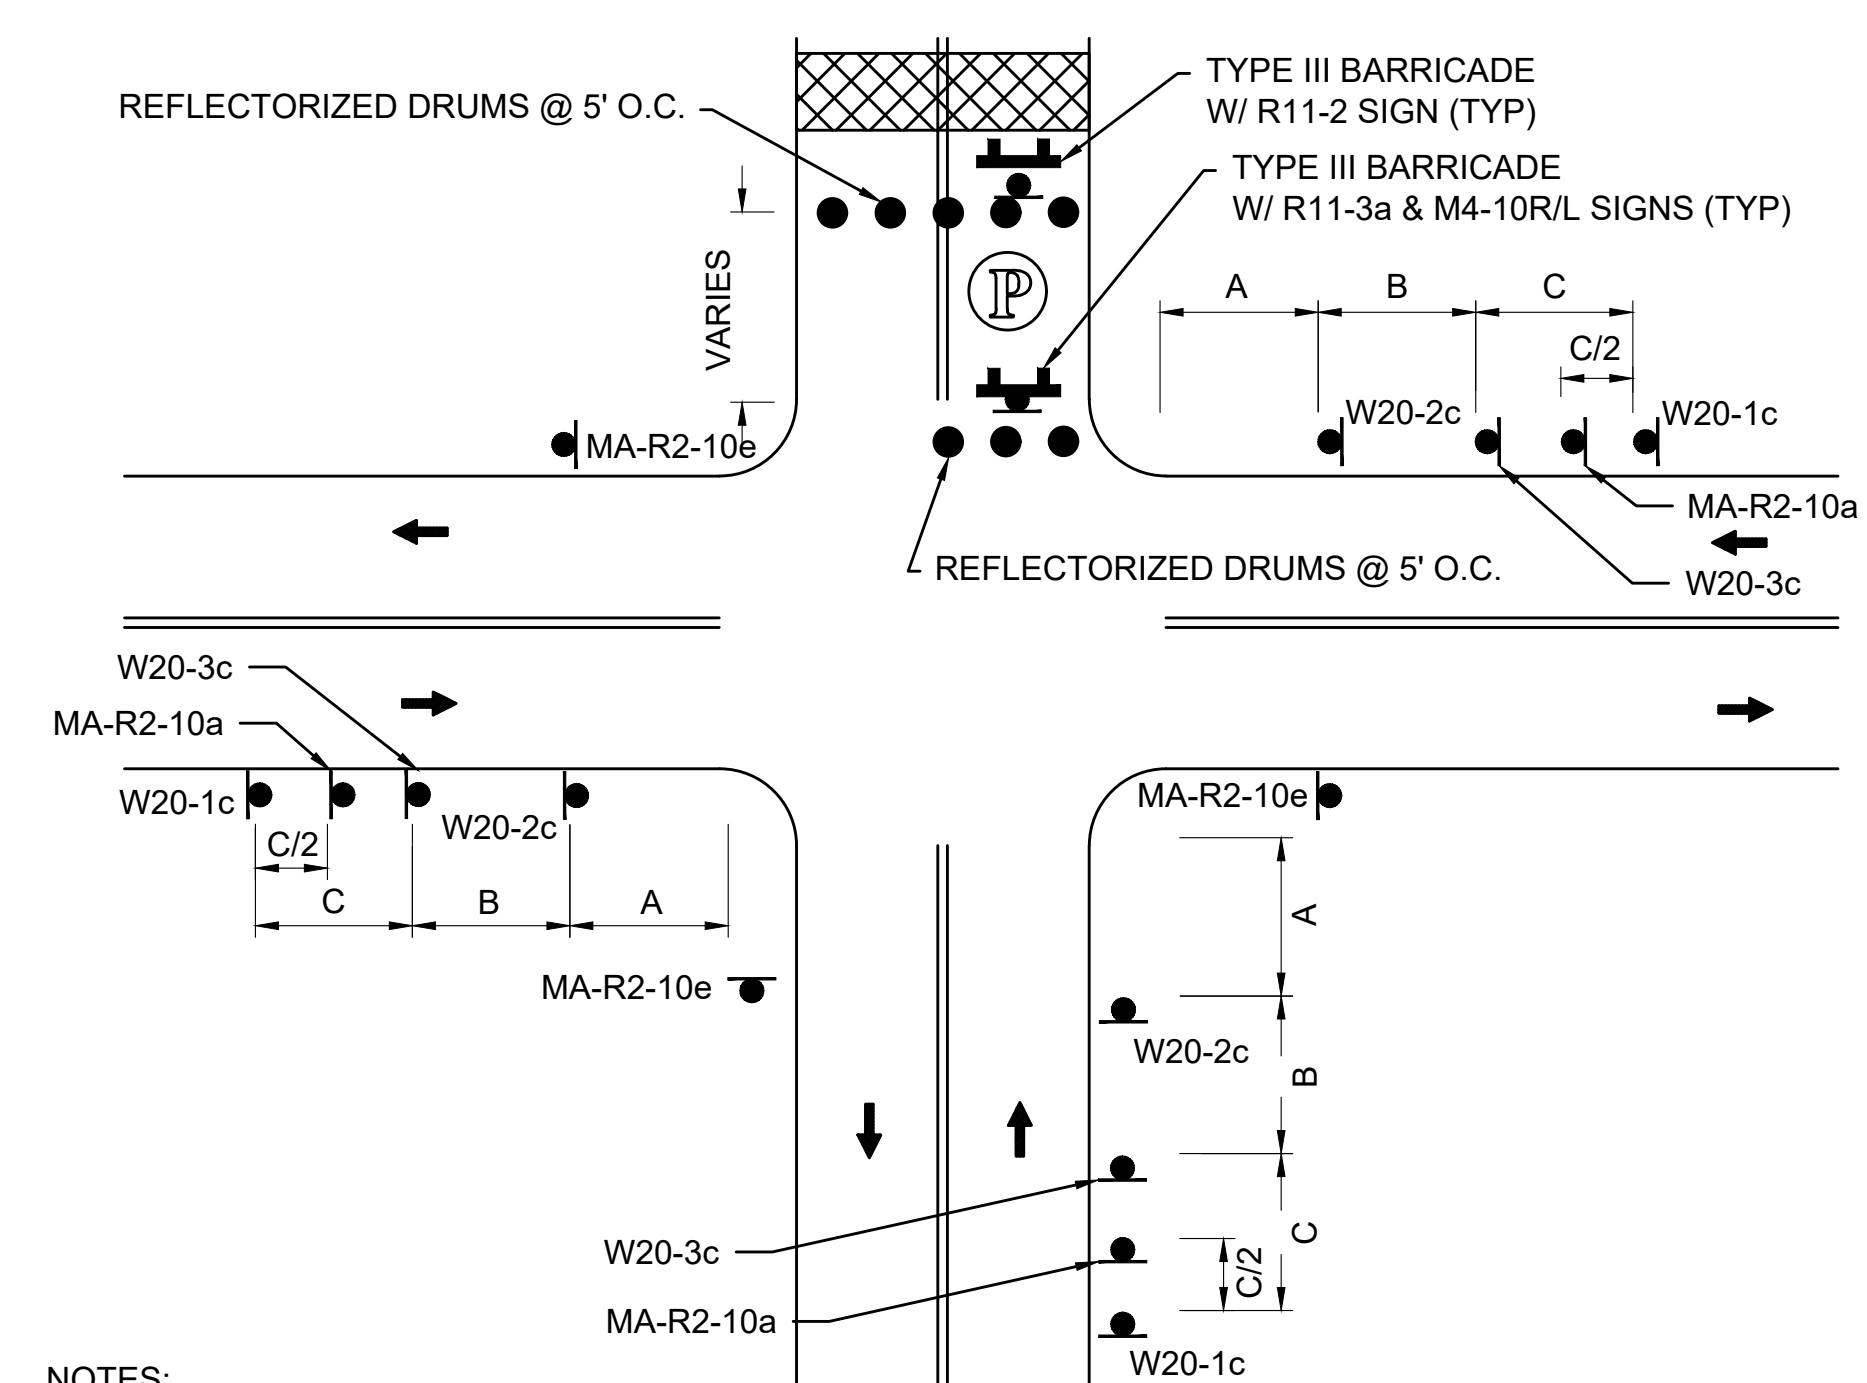 REFLECTORIZED DRUMS @ 5' O.C.
TYPE III BARRICADE
W/ R11-2 SIGN (TYP)
TYPE III BARRICADE
W/ R11-3a & M4-10R/L SIGNS (TYP)
VARIES
P
A
B
C
C/2
MA-R2-10e
W20-2c
W20-1c
MA-R2-10a
W20-3c
REFLECTORIZED DRUMS @ 5' O.C.
W20-3c
MA-R2-10a
W20-1c
W20-2c
C/2
C
B
A
MA-R2-10e
MA-R2-10e
A
W20-2c
B
W20-3c
C
C/2
MA-R2-10a
W20-1c
NOTES: